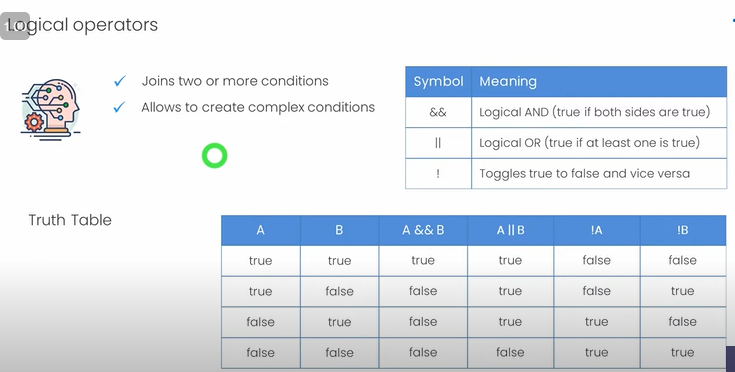 Logical operators
Joins two or more conditions
Allows to create complex conditions
Symbol Meaning
&& Logical AND (true if both sides are true)
|| Logical OR (true if at least one is true)
! Toggles true to false and vice versa
Truth Table
A B A && B A || B !A !B
true true true true false false
true false false true false true
false true false true true false
false false false false true true